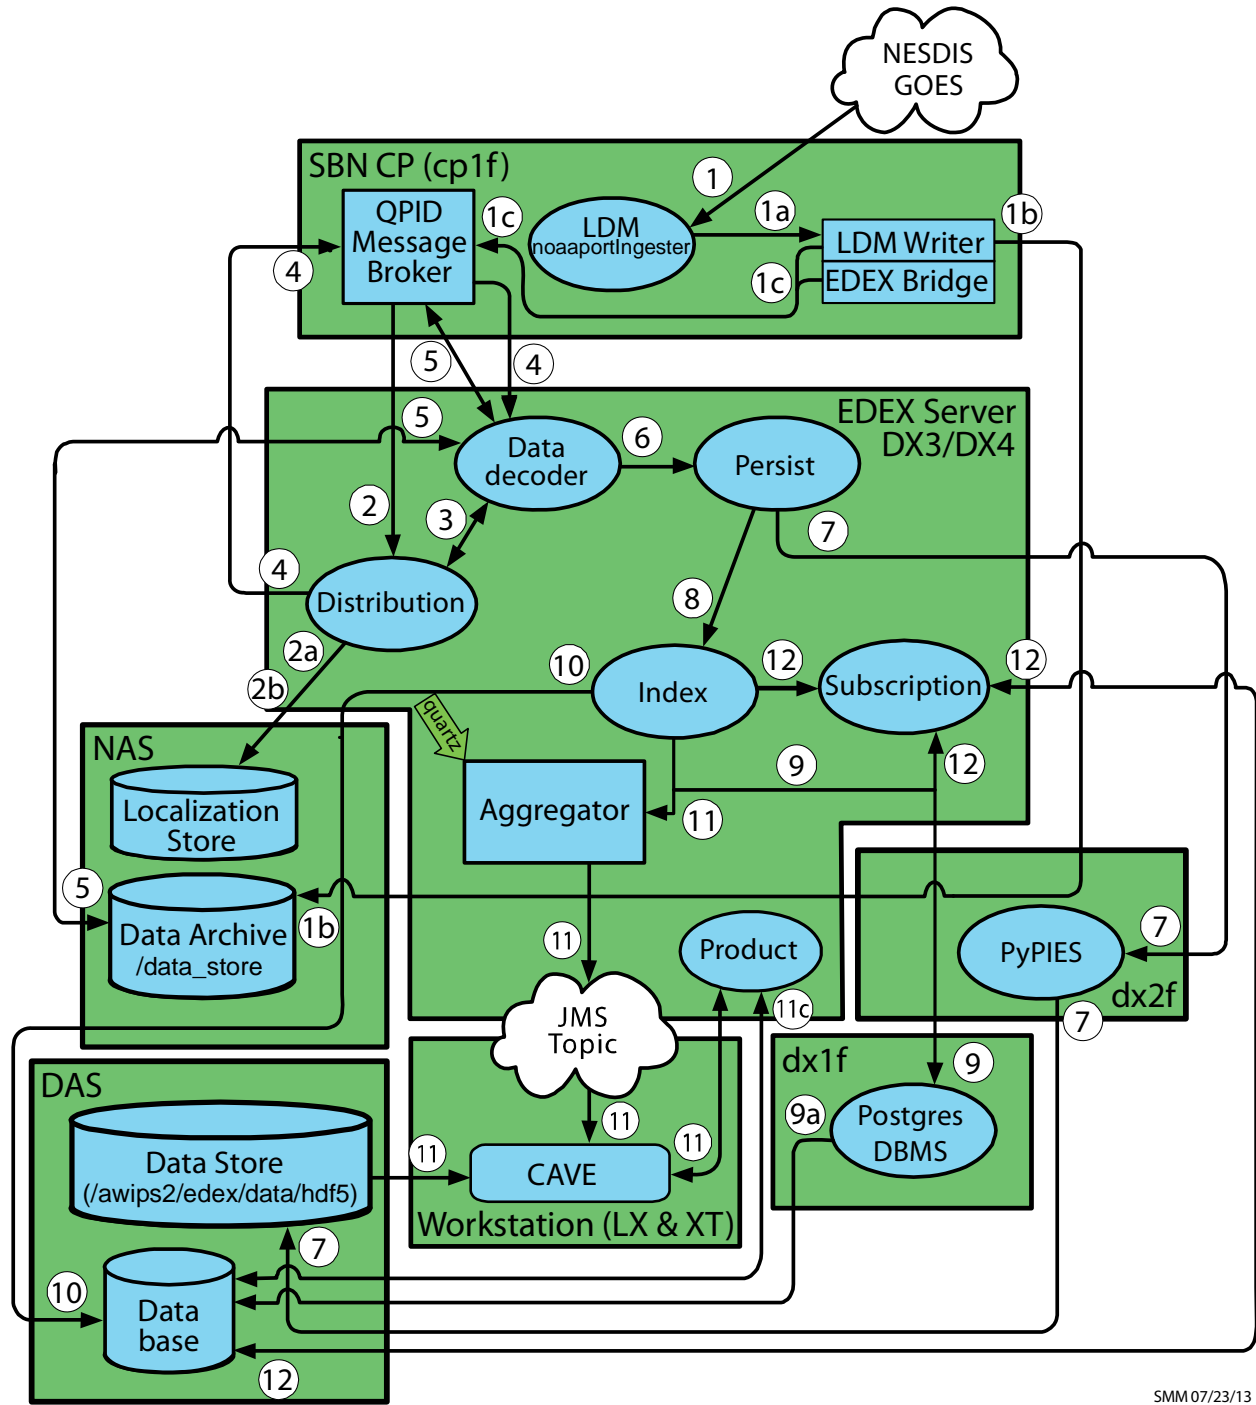 NESDIS
GOES
SBN CP (cp1f)
1
QPID
Message
Broker
1c
LDM
noaaportIngester
1a
1b
LDM Writer
EDEX Bridge
1c
4
5
4
EDEX Server
DX3/DX4
5
Data
decoder
6
Persist
2
3
7
4
Distribution
8
2a
2b
10
Index
12
Subscription
12
quartz
NAS
Localization
Store
Aggregator
9
12
11
5
Data Archive
/data_store
1b
11
Product
PyPIES
7
dx2f
JMS
Topic
11c
7
dx1f
9
DAS
Data Store
(/awips2/edex/data/hdf5)
11
11
11
9a
Postgres
DBMS
CAVE
Workstation (LX & XT)
7
10
Data
base
12
SMM 07/23/13